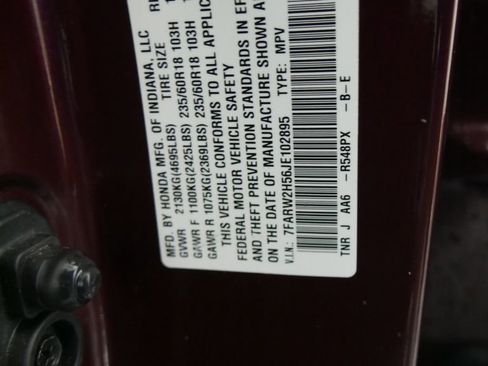 MFD. BY HONDA MFG. OF INDIANA, LLC
TIRE SIZE
GVWR 2130KG(4695LBS)
GAWR F 1100KG(2425LBS) 235/60R18 103H
GAWR R 1075KG(2369LBS) 235/60R18 103H
THIS VEHICLE CONFORMS TO ALL
FEDERAL MOTOR VEHICLE SAFETY
AND THEFT PREVENTION STANDARDS IN
ON THE DATE OF MANUFACTURE SHOWN
V.I.N.: 7FARW2H56JE102895 TYPE: MPV
TNR J AA6 -R548PX -B-E